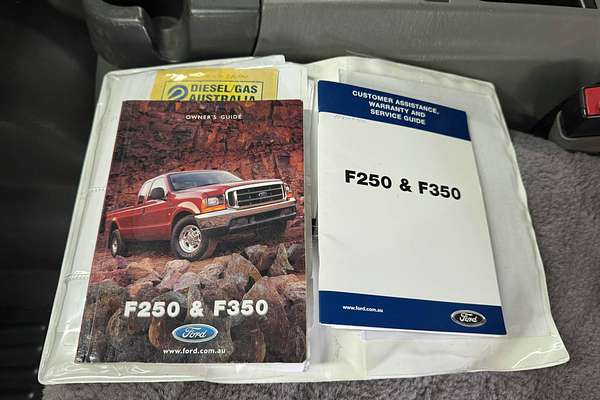 DIESEL/GAS
AUSTRALIA
OWNER'S GUIDE
F250 & F350
Ford
www.ford.com.au
CUSTOMER ASSISTANCE,
WARRANTY AND
SERVICE GUIDE
F250 & F350
www.ford.com.au
Ford